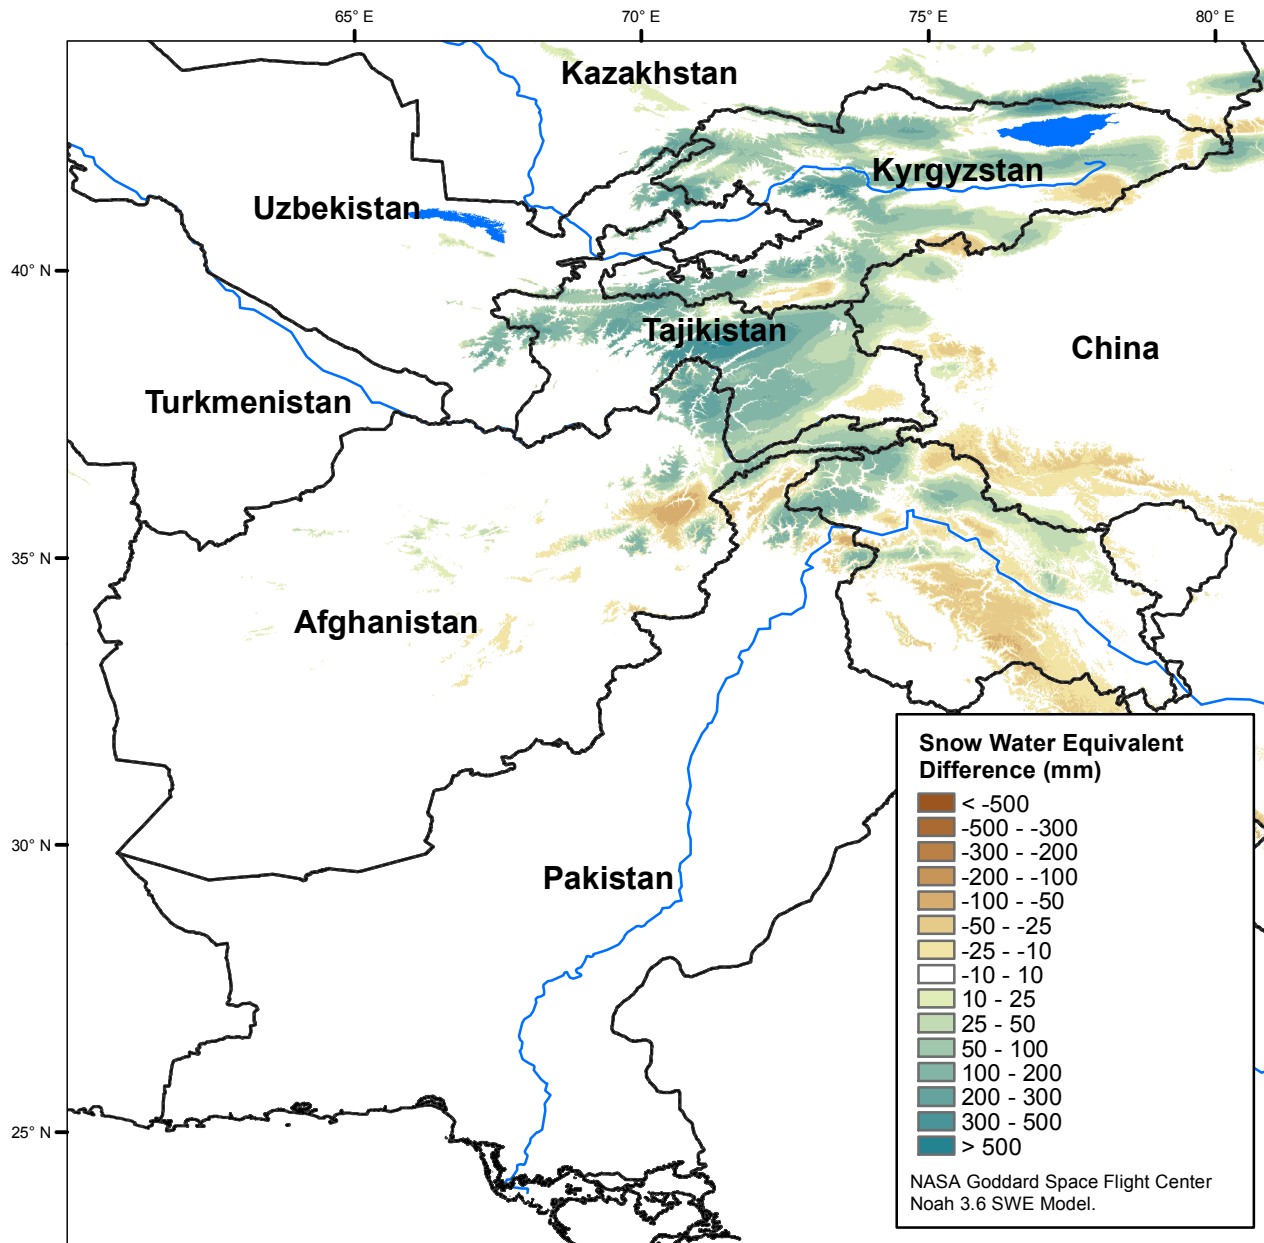 65° E
70° E
75° E
80° E
Kazakhstan
Kyrgyzstan
Uzbekistan
40° N
Tajikistan
China
Turkmenistan
35° N
Afghanistan
30° N
Pakistan
25° N
Snow Water Equivalent
Difference (mm)
< -500
-500 - -300
-300 - -200
-200 - -100
-100 - -50
-50 - -25
-25 - -10
-10 - 10
10 - 25
25 - 50
50 - 100
100 - 200
200 - 300
300 - 500
> 500
NASA Goddard Space Flight Center
Noah 3.6 SWE Model.